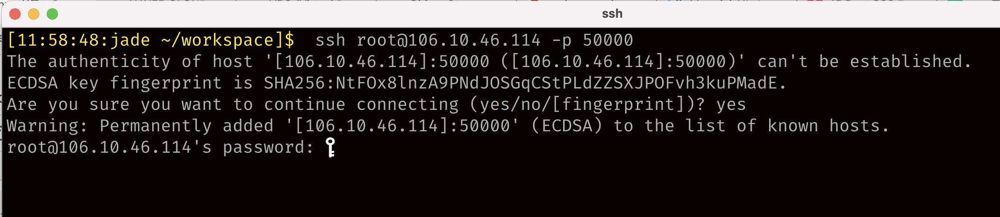 ssh
[11:58:48:jade ~/workspace]$  ssh root@106.10.46.114 -p 50000
The authenticity of host '[106.10.46.114]:50000 ([106.10.46.114]:50000)' can't be established.
ECDSA key fingerprint is SHA256:NtFOx8lnzA9PNdJOSGqCStPLdZZSXJPOFvh3kuPMadE.
Are you sure you want to continue connecting (yes/no/[fingerprint])? yes
Warning: Permanently added '[106.10.46.114]:50000' (ECDSA) to the list of known hosts.
root@106.10.46.114's password: